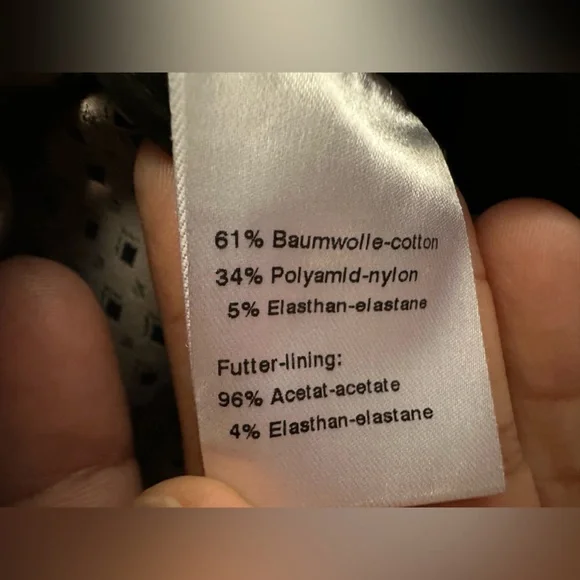 61% Baumwolle-cotton
34% Polyamid-nylon
5% Elasthan-elastane
Futter-lining:
96% Acetat-acetate
4% Elasthan-elastane